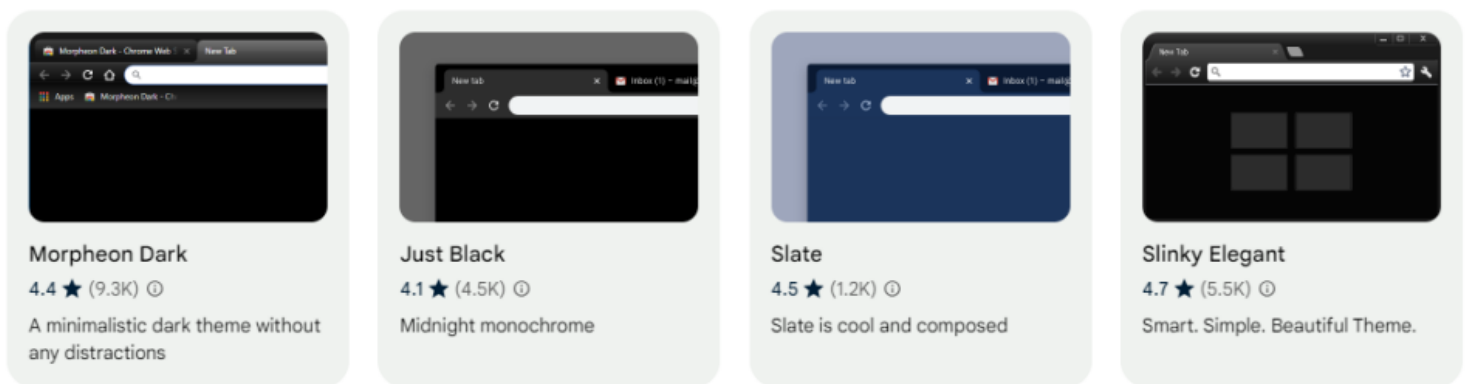 Morpheon Dark - Chrome Web S
New Tab
Apps
Morpheon Dark - Ch
Morpheon Dark
4.4 ★ (9.3K)
A minimalistic dark theme without
any distractions
New tab
Inbox (1) – mail@
Just Black
4.1 ★ (4.5K)
Midnight monochrome
New tab
Inbox (1) – mail@
Slate
4.5 ★ (1.2K)
Slate is cool and composed
New Tab
Slinky Elegant
4.7 ★ (5.5K)
Smart. Simple. Beautiful Theme.